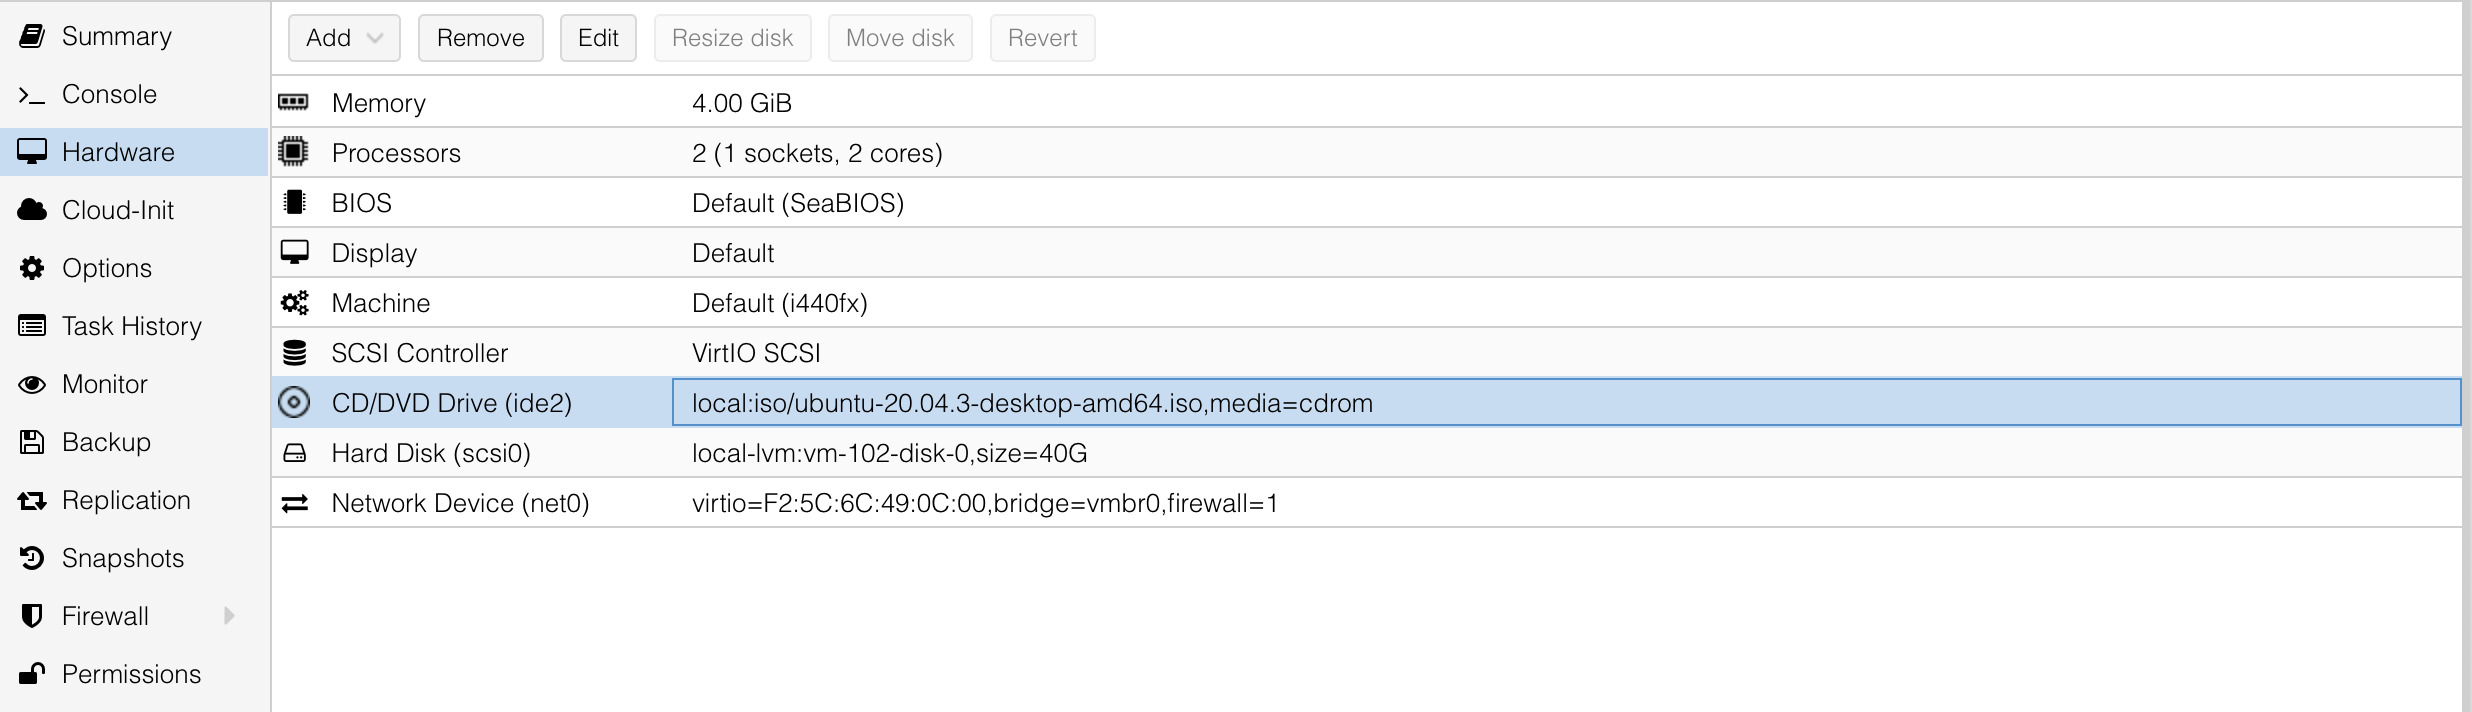 Summary
Console
Hardware
Cloud-Init
Options
Task History
Monitor
Backup
Replication
Snapshots
Firewall
Permissions
Add Remove Edit Resize disk Move disk Revert
Memory 4.00 GiB
Processors 2 (1 sockets, 2 cores)
BIOS Default (SeaBIOS)
Display Default
Machine Default (i440fx)
SCSI Controller VirtIO SCSI
CD/DVD Drive (ide2) local:iso/ubuntu-20.04.3-desktop-amd64.iso,media=cdrom
Hard Disk (scsi0) local-lvm:vm-102-disk-0,size=40G
Network Device (net0) virtio=F2:5C:6C:49:0C:00,bridge=vmbr0,firewall=1